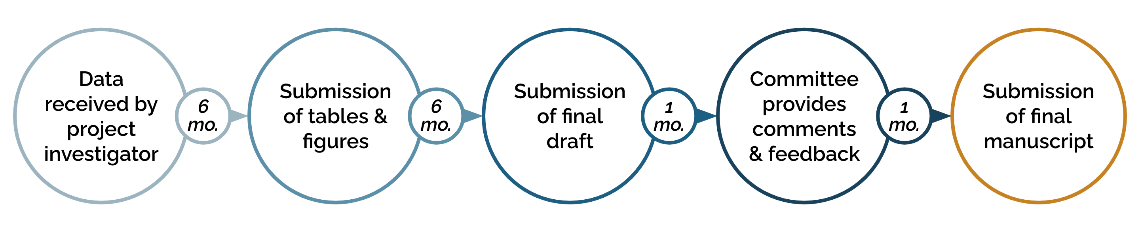 Data
received by
project
investigator
6
mo.
Submission
of tables &
figures
6
mo.
Submission
of final
draft
1
mo.
Committee
provides
comments
& feedback
1
mo.
Submission
of final
manuscript